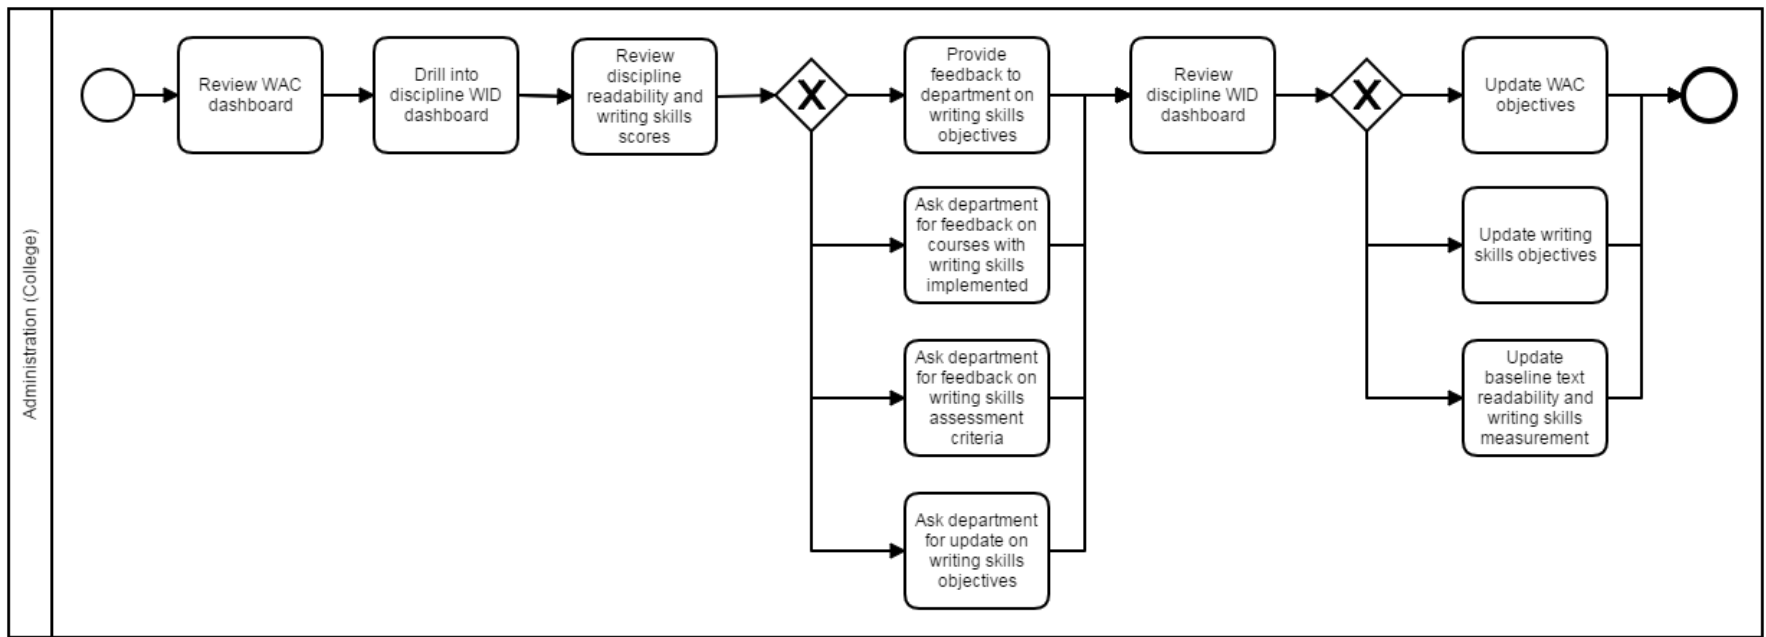 Administration (College)
Review WAC
dashboard
Drill into
discipline WID
dashboard
Review
discipline
readability and
writing skills
scores
X
Provide
feedback to
department on
writing skills
objectives
Ask department
for feedback on
courses with
writing skills
implemented
Ask department
for feedback on
writing skills
assessment
criteria
Ask department
for update on
writing skills
objectives
Review
discipline WID
dashboard
X
Update WAC
objectives
Update writing
skills objectives
Update
baseline text
readability and
writing skills
measurement